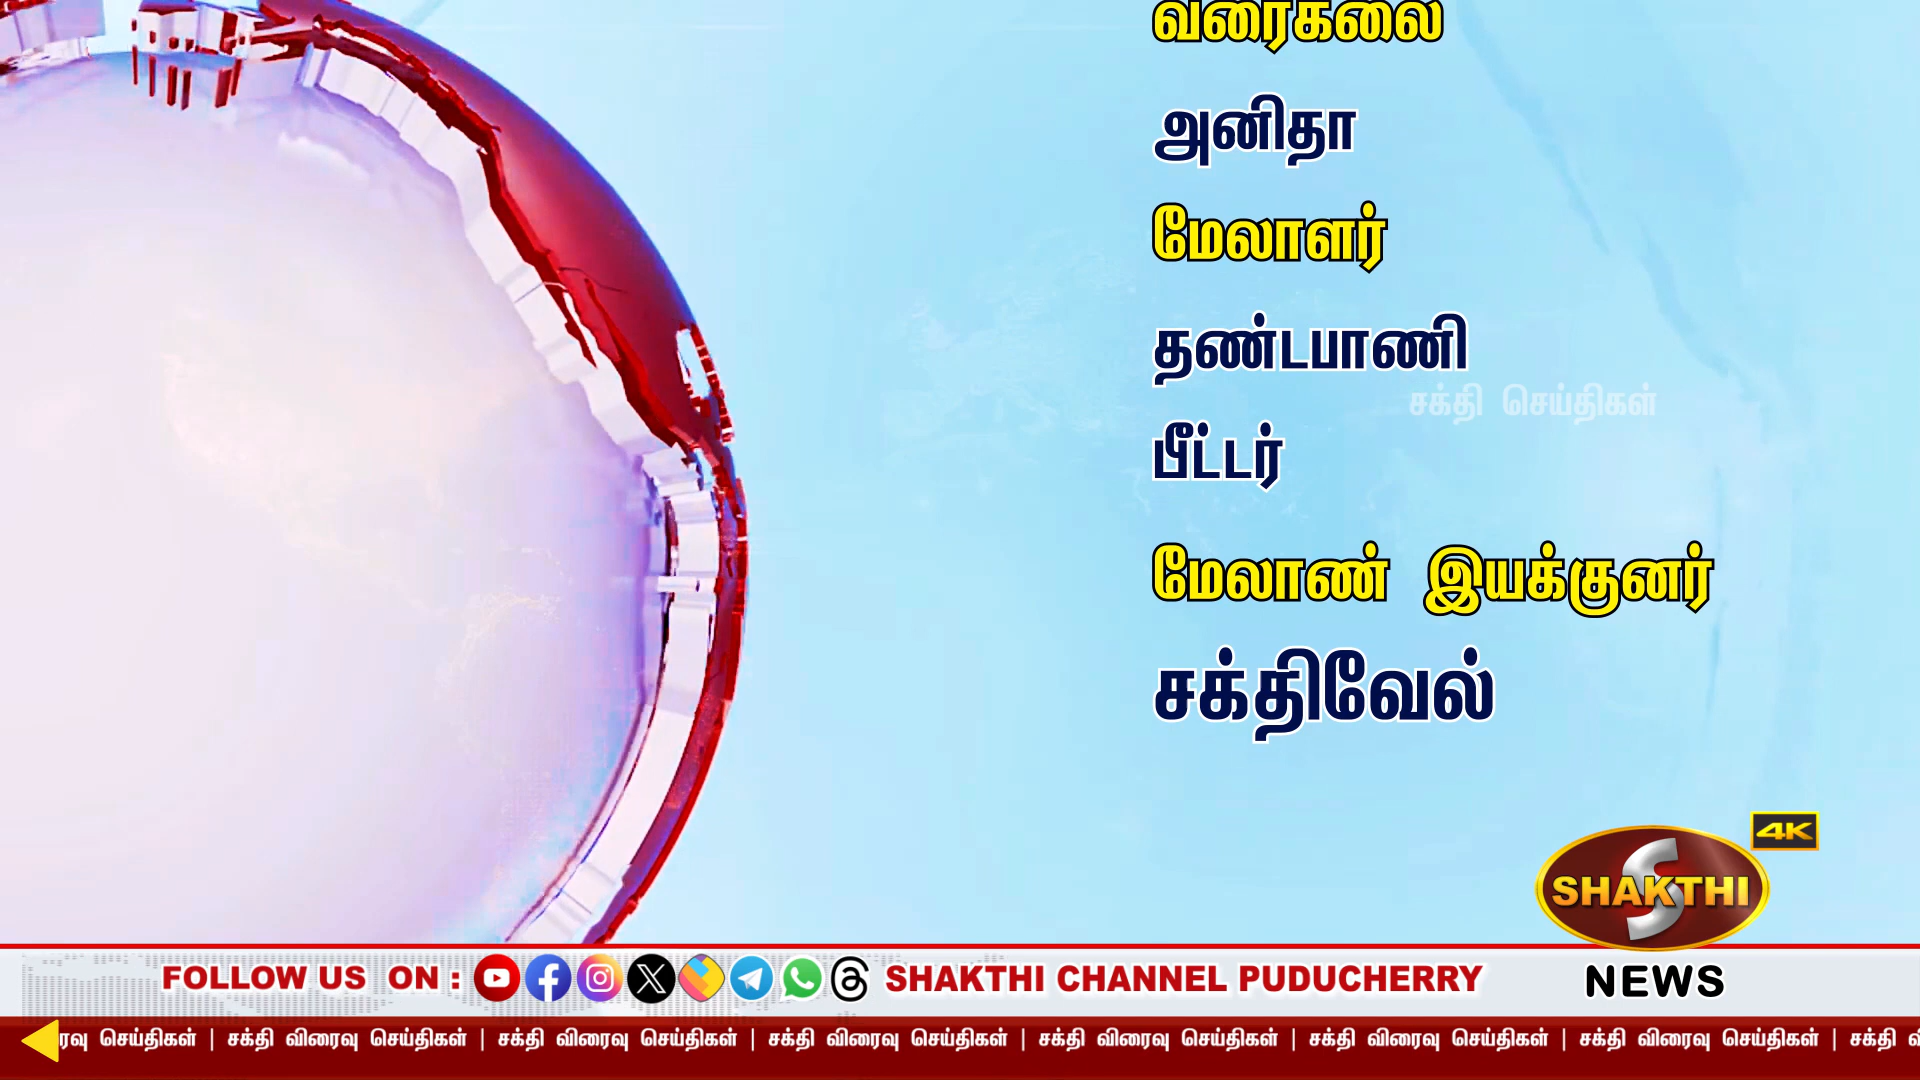 வரைகலை
அனிதா
மேலாளர்
தண்டபாணி
சக்தி செய்திகள்
பீட்டர்
மேலாண் இயக்குனர்
சக்திவேல்
4K
SHAKTHI
NEWS
FOLLOW US ON : SHAKTHI CHANNEL PUDUCHERRY
செய்திகள் | சக்தி விரைவு செய்திகள் | சக்தி விரைவு செய்திகள் | சக்தி விரைவு செய்திகள் | சக்தி விரைவு செய்திகள் | சக்தி விரைவு செய்திகள் | சக்தி விரைவு செய்திகள் | சக்தி